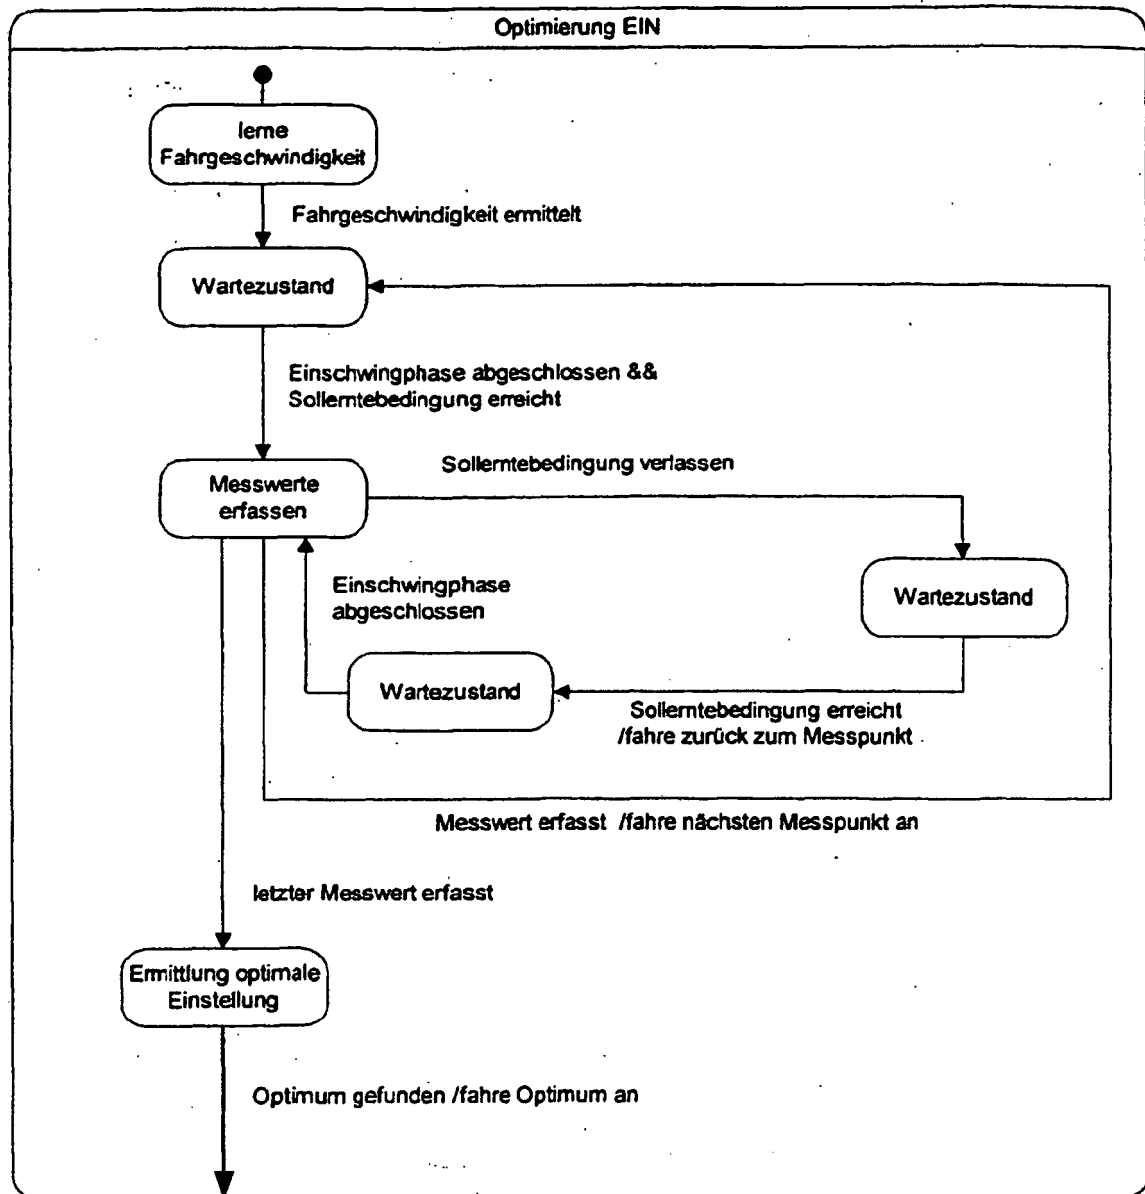 Optimierung EIN
lerne
Fahrgeschwindigkeit
Fahrgeschwindigkeit ermittelt
Wartezustand
Einschwingphase abgeschlossen &&
Sollerntebedingung erreicht
Messwerte
erfassen
Sollerntebedingung verlassen
Einschwingphase
abgeschlossen
Wartezustand
Wartezustand
Sollerntebedingung erreicht
/fahre zurück zum Messpunkt
Messwert erfasst /fahre nächsten Messpunkt an
letzter Messwert erfasst
Ermittlung optimale
Einstellung
Optimum gefunden /fahre Optimum an